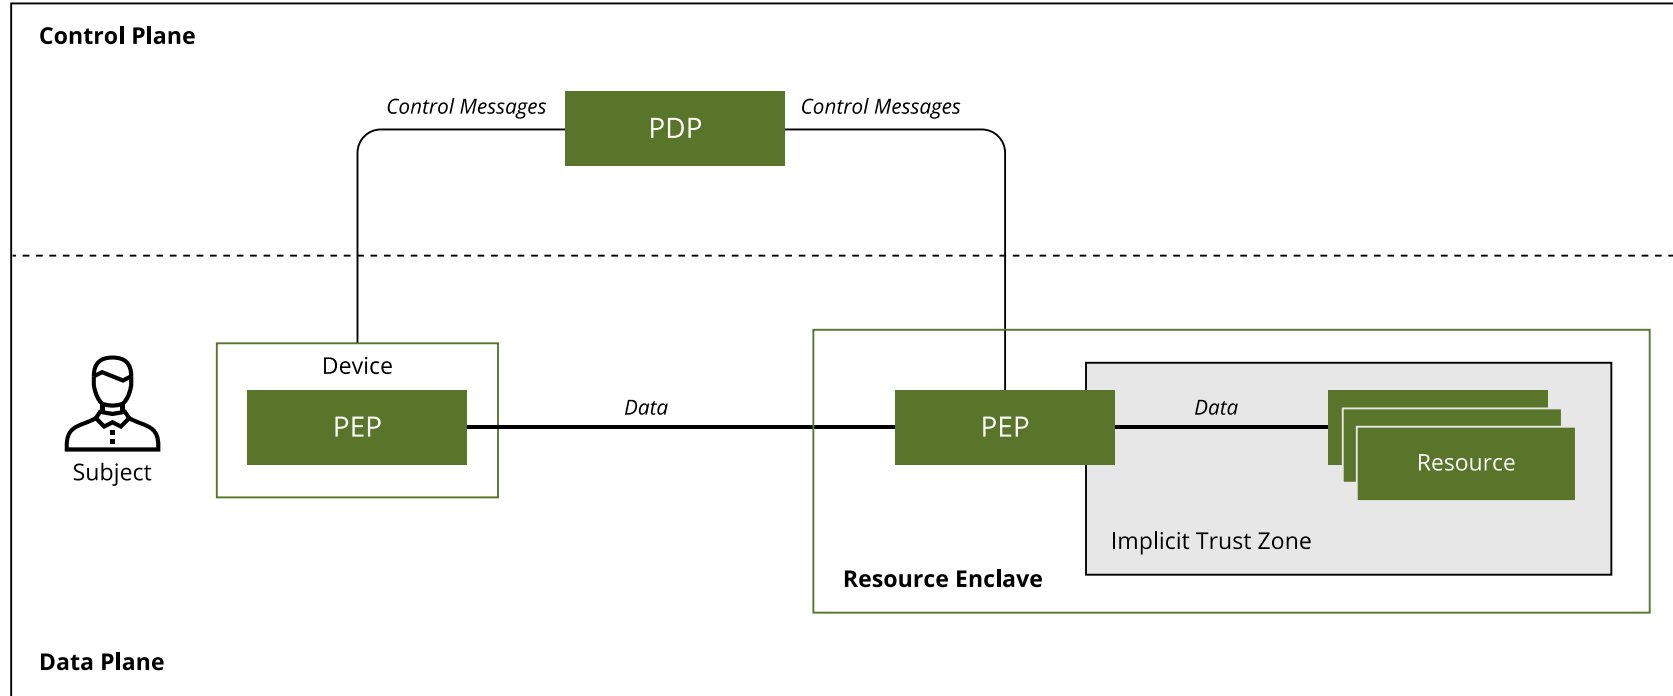 Control Plane
Control Messages
PDP
Control Messages
Device
PEP
Subject
Data
PEP
Data
Resource
Implicit Trust Zone
Resource Enclave
Data Plane